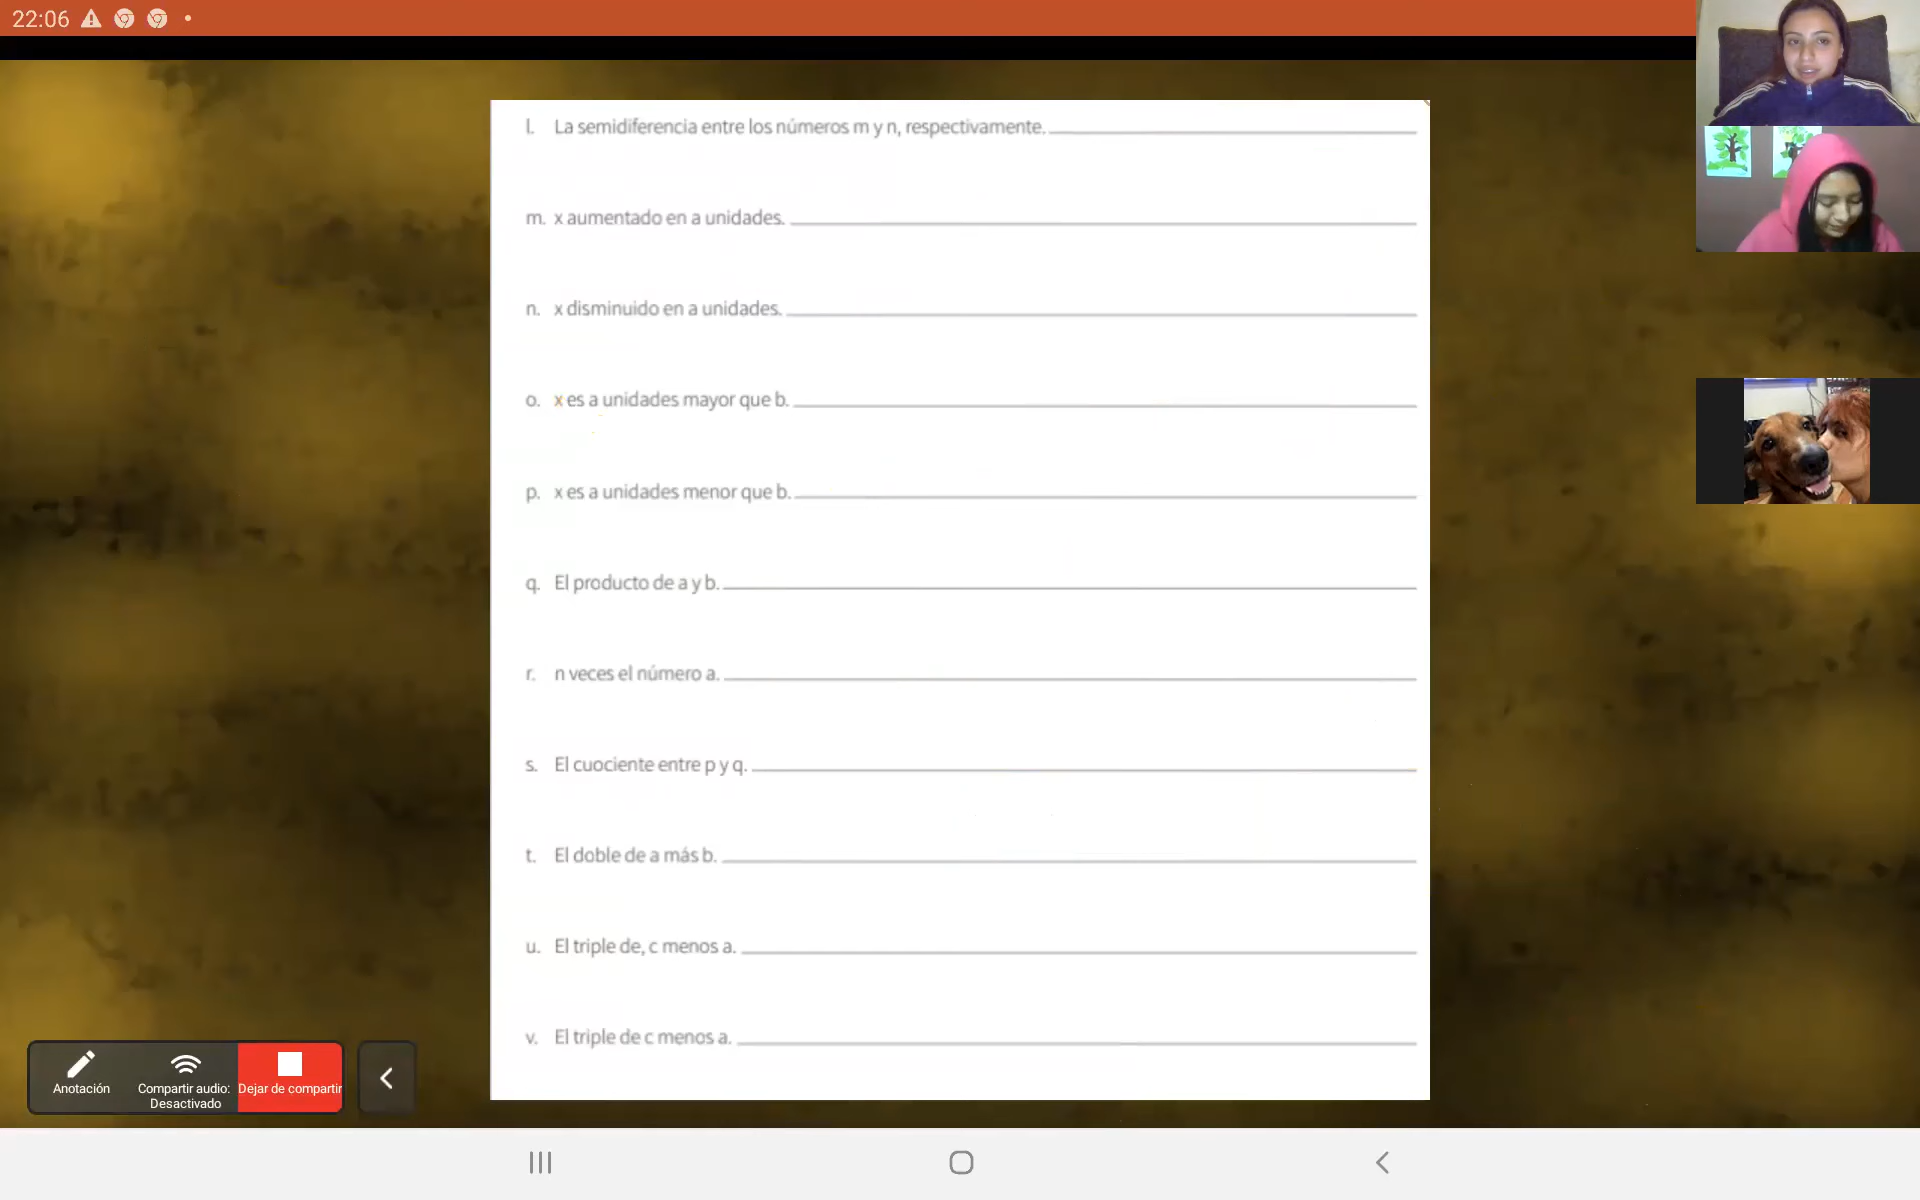 22:06
l. La semidiferencia entre los números m y n, respectivamente.
m. x aumentado en a unidades.
n. x disminuido en a unidades.
o. x es a unidades mayor que b.
p. x es a unidades menor que b.
q. El producto de a y b.
r. n veces el número a.
s. El cuociente entre p y q.
t. El doble de a más b.
u. El triple de, c menos a.
v. El triple de c menos a.
Anotación
Compartir audio:
Desactivado
Dejar de compartir